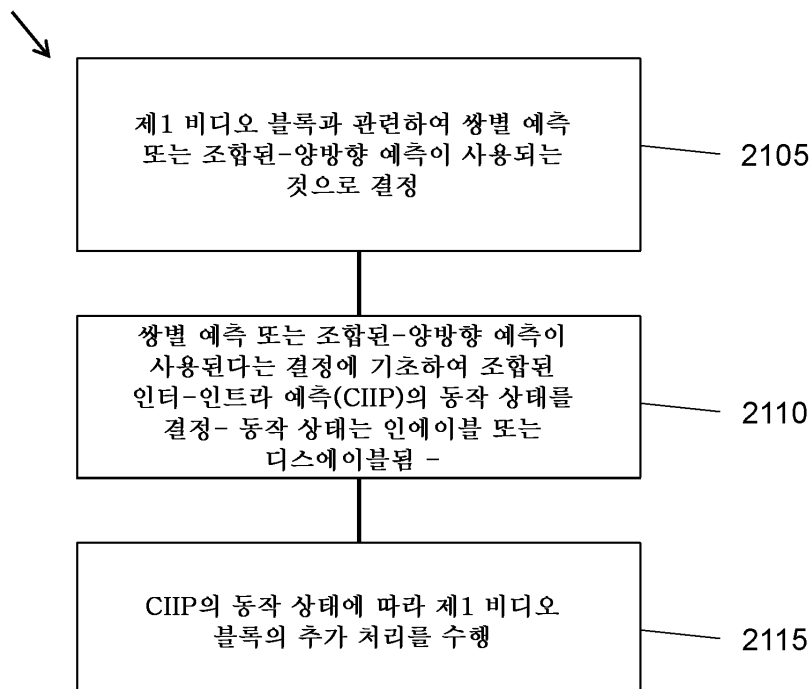 제1 비디오 블록과 관련하여 쌍별 예측
또는 조합된-양방향 예측이 사용되는
것으로 결정
2105
쌍별 예측 또는 조합된-양방향 예측이
사용된다는 결정에 기초하여 조합된
인터-인트라 예측(CIIP)의 동작 상태를
결정- 동작 상태는 인에이블 또는
디스에이블됨 -
2110
CIIP의 동작 상태에 따라 제1 비디오
블록의 추가 처리를 수행
2115